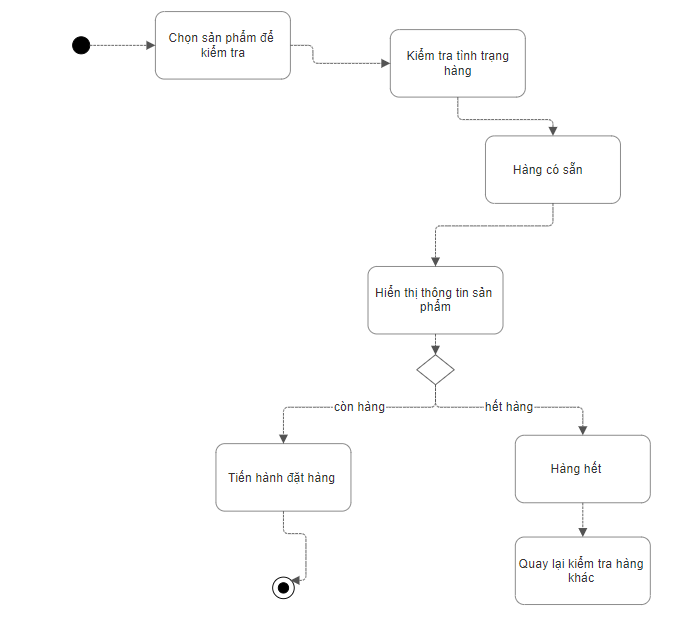 Chọn sản phẩm để
kiểm tra
Kiểm tra tình trạng
hàng
Hàng có sẵn
Hiển thị thông tin sản
phẩm
còn hàng
hết hàng
Tiến hành đặt hàng
Hàng hết
Quay lại kiểm tra hàng
khác